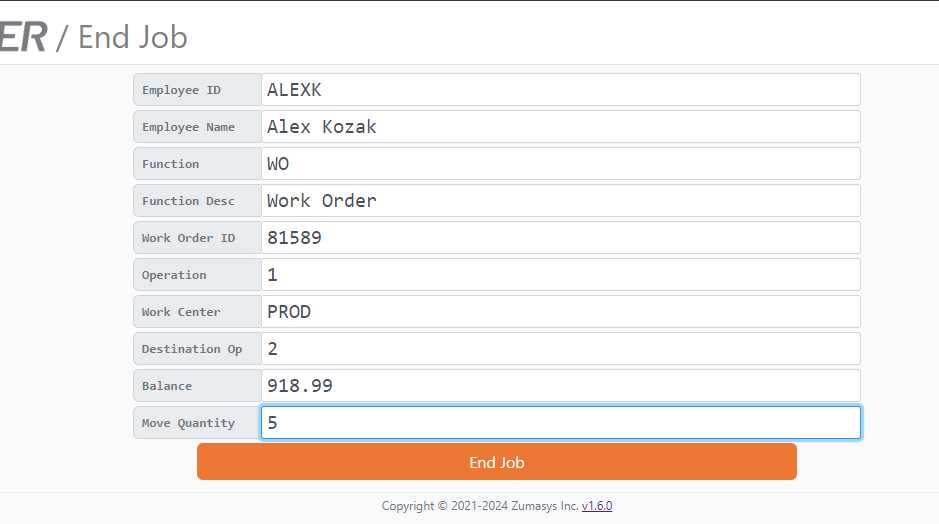 ER / End Job
Employee ID ALEXK
Employee Name Alex Kozak
Function WO
Function Desc Work Order
Work Order ID 81589
Operation 1
Work Center PROD
Destination Op 2
Balance 918.99
Move Quantity 5
End Job
Copyright © 2021-2024 Zumasys Inc. v1.6.0